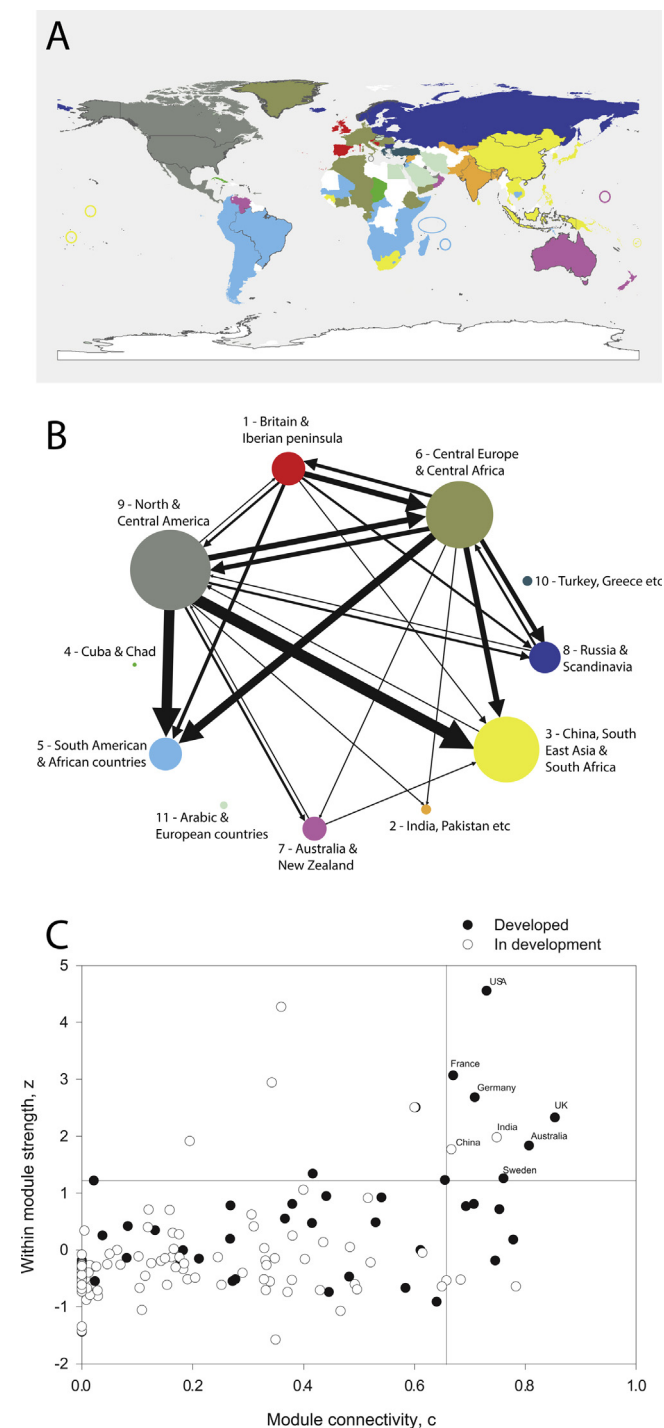 A
B
1 - Britain &
Iberian peninsula
6 - Central Europe
& Central Africa
9 - North &
Central America
10 - Turkey, Greece etc
4 - Cuba & Chad
8 - Russia &
Scandinavia
5 - South American
& African countries
3 - China, South
East Asia &
South Africa
11 - Arabic &
European countries
2 - India, Pakistan etc
7 - Australia &
New Zealand
C
Developed
In development
5
USA
4
France
3
Germany
UK
India
2
China
Australia
Sweden
1
0
-1
-2
Within module strength, z
0.0
0.2
0.4
0.6
0.8
1.0
Module connectivity, c